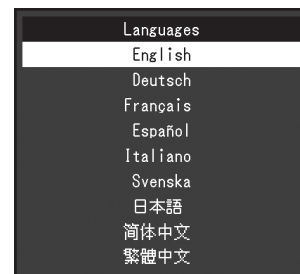 Languages
English
Deutsch
Français
Español
Italiano
Svenska
日本語
简体中文
繁體中文